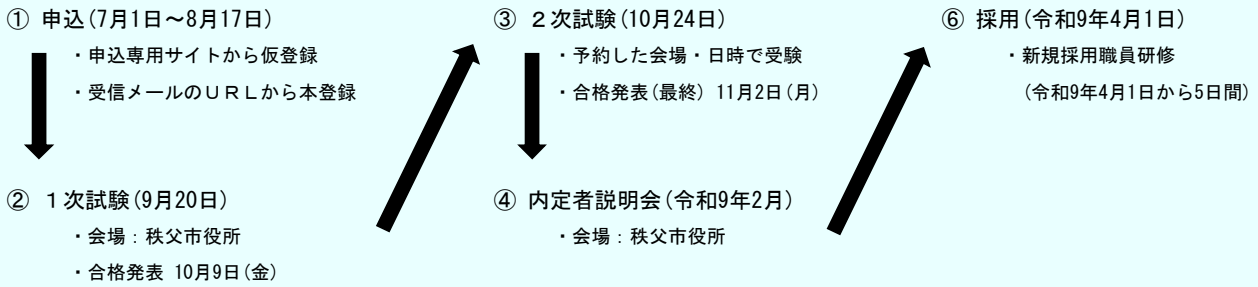 ① 申込(7月1日～8月17日)
・申込専用サイトから仮登録
・受信メールのＵＲＬから本登録
② １次試験(9月20日)
・会場：秩父市役所
・合格発表 10月9日(金)
③ ２次試験(10月24日)
・予約した会場・日時で受験
・合格発表(最終) 11月2日(月)
④ 内定者説明会(令和9年2月)
・会場：秩父市役所
⑥ 採用(令和9年4月1日)
・新規採用職員研修
(令和9年4月1日から5日間)